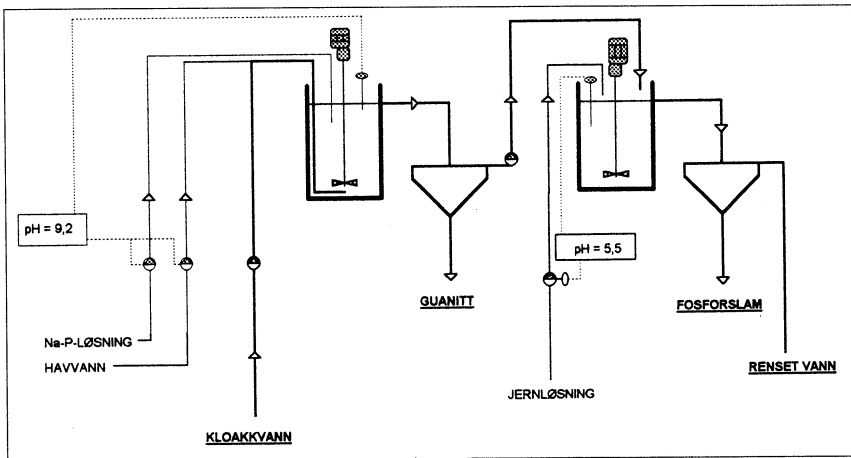 pH = 9,2
pH = 5,5
GUANITT
FOSFORSLAM
Na-P-LØSNING
HAVVANN
RENSET VANN
JERNLØSNING
KLOAKKVANN